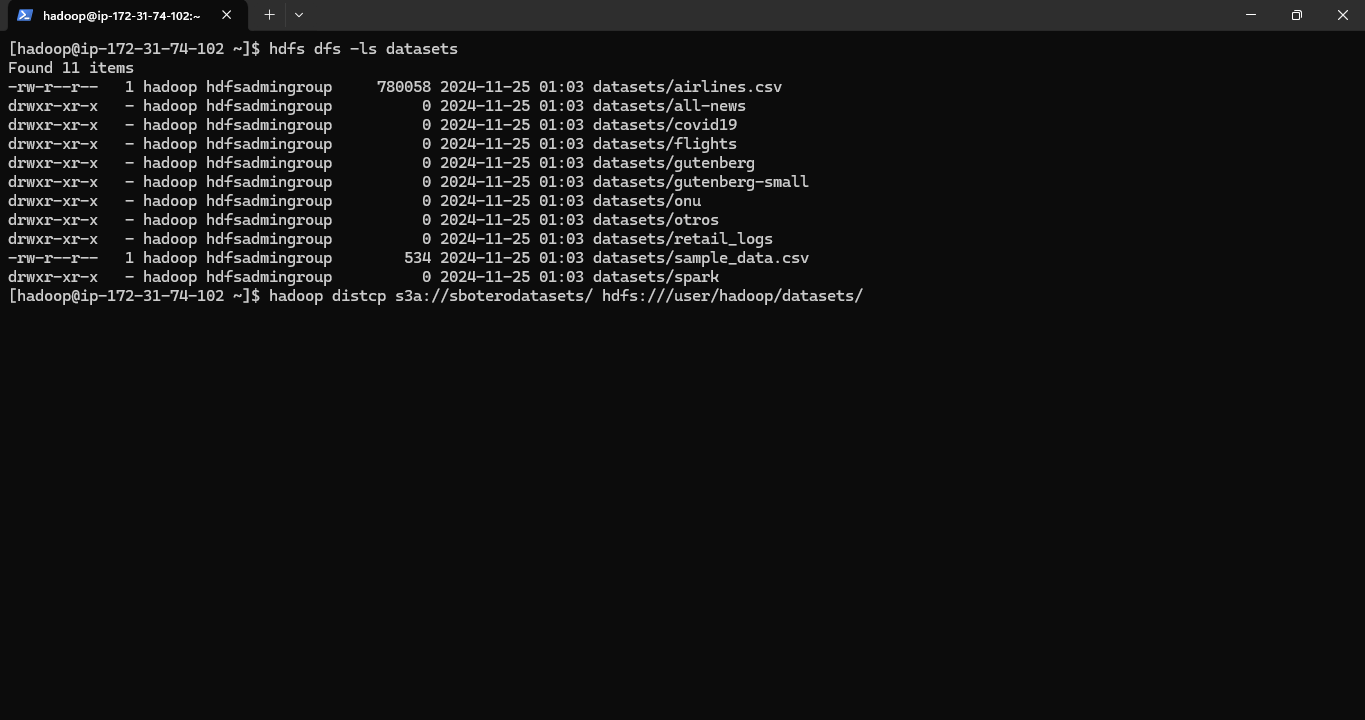 hadoop@ip-172-31-74-102:~
[hadoop@ip-172-31-74-102 ~]$ hdfs dfs -ls datasets
Found 11 items
-rw-r--r--   1 hadoop hdfsadmingroup     780058 2024-11-25 01:03 datasets/airlines.csv
drwxr-xr-x   - hadoop hdfsadmingroup          0 2024-11-25 01:03 datasets/all-news
drwxr-xr-x   - hadoop hdfsadmingroup          0 2024-11-25 01:03 datasets/covid19
drwxr-xr-x   - hadoop hdfsadmingroup          0 2024-11-25 01:03 datasets/flights
drwxr-xr-x   - hadoop hdfsadmingroup          0 2024-11-25 01:03 datasets/gutenberg
drwxr-xr-x   - hadoop hdfsadmingroup          0 2024-11-25 01:03 datasets/gutenberg-small
drwxr-xr-x   - hadoop hdfsadmingroup          0 2024-11-25 01:03 datasets/onu
drwxr-xr-x   - hadoop hdfsadmingroup          0 2024-11-25 01:03 datasets/otros
drwxr-xr-x   - hadoop hdfsadmingroup          0 2024-11-25 01:03 datasets/retail_logs
-rw-r--r--   1 hadoop hdfsadmingroup        534 2024-11-25 01:03 datasets/sample_data.csv
drwxr-xr-x   - hadoop hdfsadmingroup          0 2024-11-25 01:03 datasets/spark
[hadoop@ip-172-31-74-102 ~]$ hadoop distcp s3a://sboterodatasets/ hdfs:///user/hadoop/datasets/